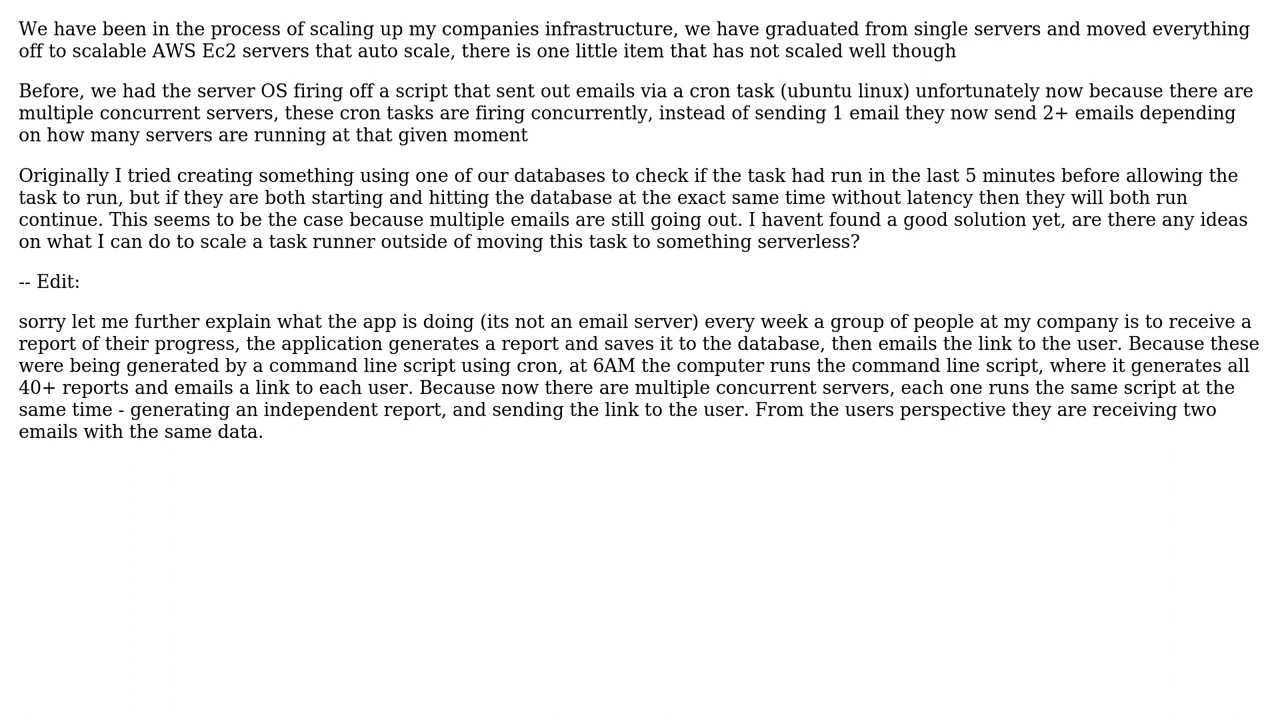 We have been in the process of scaling up my companies infrastructure, we have graduated from single servers and moved everything
off to scalable AWS Ec2 servers that auto scale, there is one little item that has not scaled well though
Before, we had the server OS firing off a script that sent out emails via a cron task (ubuntu linux) unfortunately now because there are
multiple concurrent servers, these cron tasks are firing concurrently, instead of sending 1 email they now send 2+ emails depending
on how many servers are running at that given moment
Originally I tried creating something using one of our databases to check if the task had run in the last 5 minutes before allowing the
task to run, but if they are both starting and hitting the database at the exact same time without latency then they will both run
continue. This seems to be the case because multiple emails are still going out. I havent found a good solution yet, are there any ideas
on what I can do to scale a task runner outside of moving this task to something serverless?
-- Edit:
sorry let me further explain what the app is doing (its not an email server) every week a group of people at my company is to receive a
report of their progress, the application generates a report and saves it to the database, then emails the link to the user. Because these
were being generated by a command line script using cron, at 6AM the computer runs the command line script, where it generates all
40+ reports and emails a link to each user. Because now there are multiple concurrent servers, each one runs the same script at the
same time - generating an independent report, and sending the link to the user. From the users perspective they are receiving two
emails with the same data.